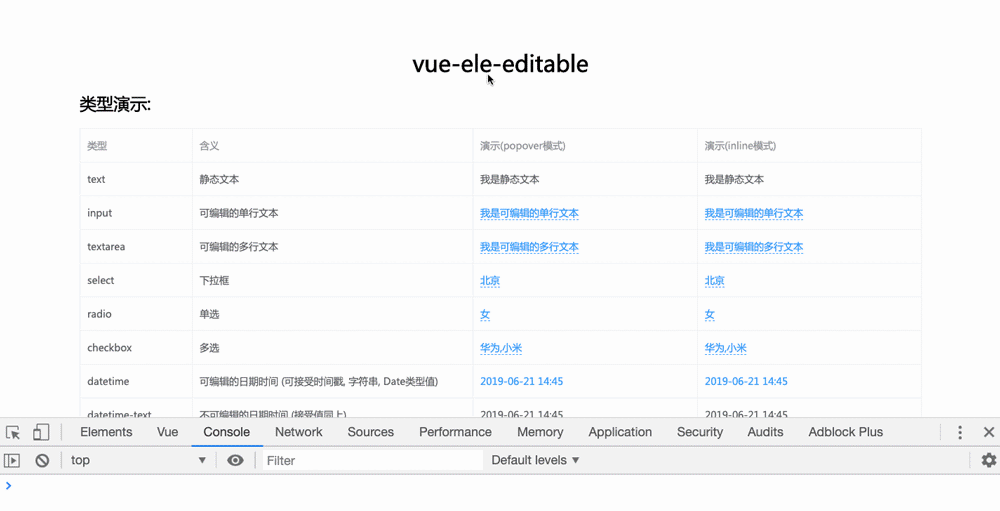 vue-ele-editable
类型演示:
类型 含义 演示(popover模式) 演示(inline模式)
text 静态文本 我是静态文本 我是静态文本
input 可编辑的单行文本 我是可编辑的单行文本 我是可编辑的单行文本
textarea 可编辑的多行文本 我是可编辑的多行文本 我是可编辑的多行文本
select 下拉框 北京 北京
radio 单选 女 女
checkbox 多选 华为,小米 华为,小米
datetime 可编辑的日期时间 (可接受时间戳, 字符串, Date类型值) 2019-06-21 14:45 2019-06-21 14:45
datetime-text 不可编辑的日期时间 (接受值同上) 2019-06-21 14:45 2019-06-21 14:45
Elements Vue Console Network Sources Performance Memory Application Security Audits Adblock Plus
top Filter Default levels